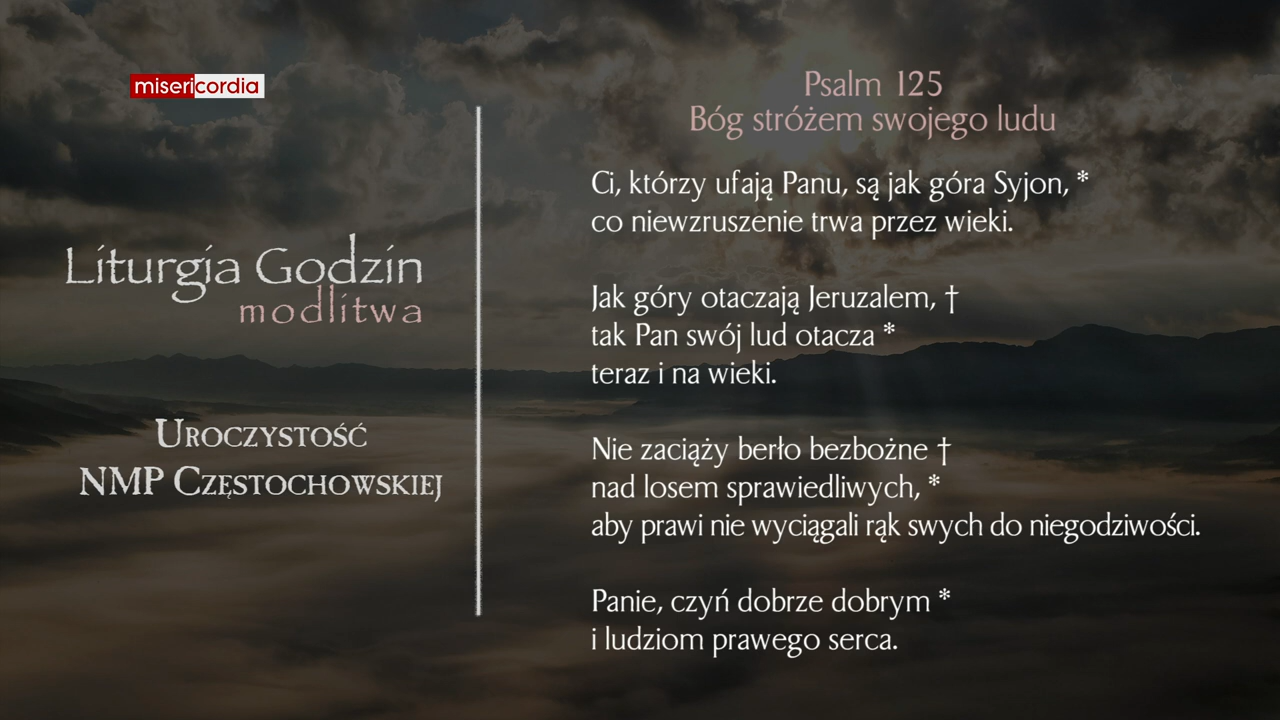 misericordia
Liturgia Godzin
modlitwa
Uroczystość
NMP Częstochowskiej
Psalm 125
Bóg stróżem swojego ludu
Ci, którzy ufają Panu, są jak góra Syjon, *
co niewzruszenie trwa przez wieki.
Jak góry otaczają Jeruzalem, †
tak Pan swój lud otacza *
teraz i na wieki.
Nie zaciąży berło bezbożne †
nad losem sprawiedliwych, *
aby prawi nie wyciągali rąk swych do niegodziwości.
Panie, czyń dobrze dobrym *
i ludziom prawego serca.